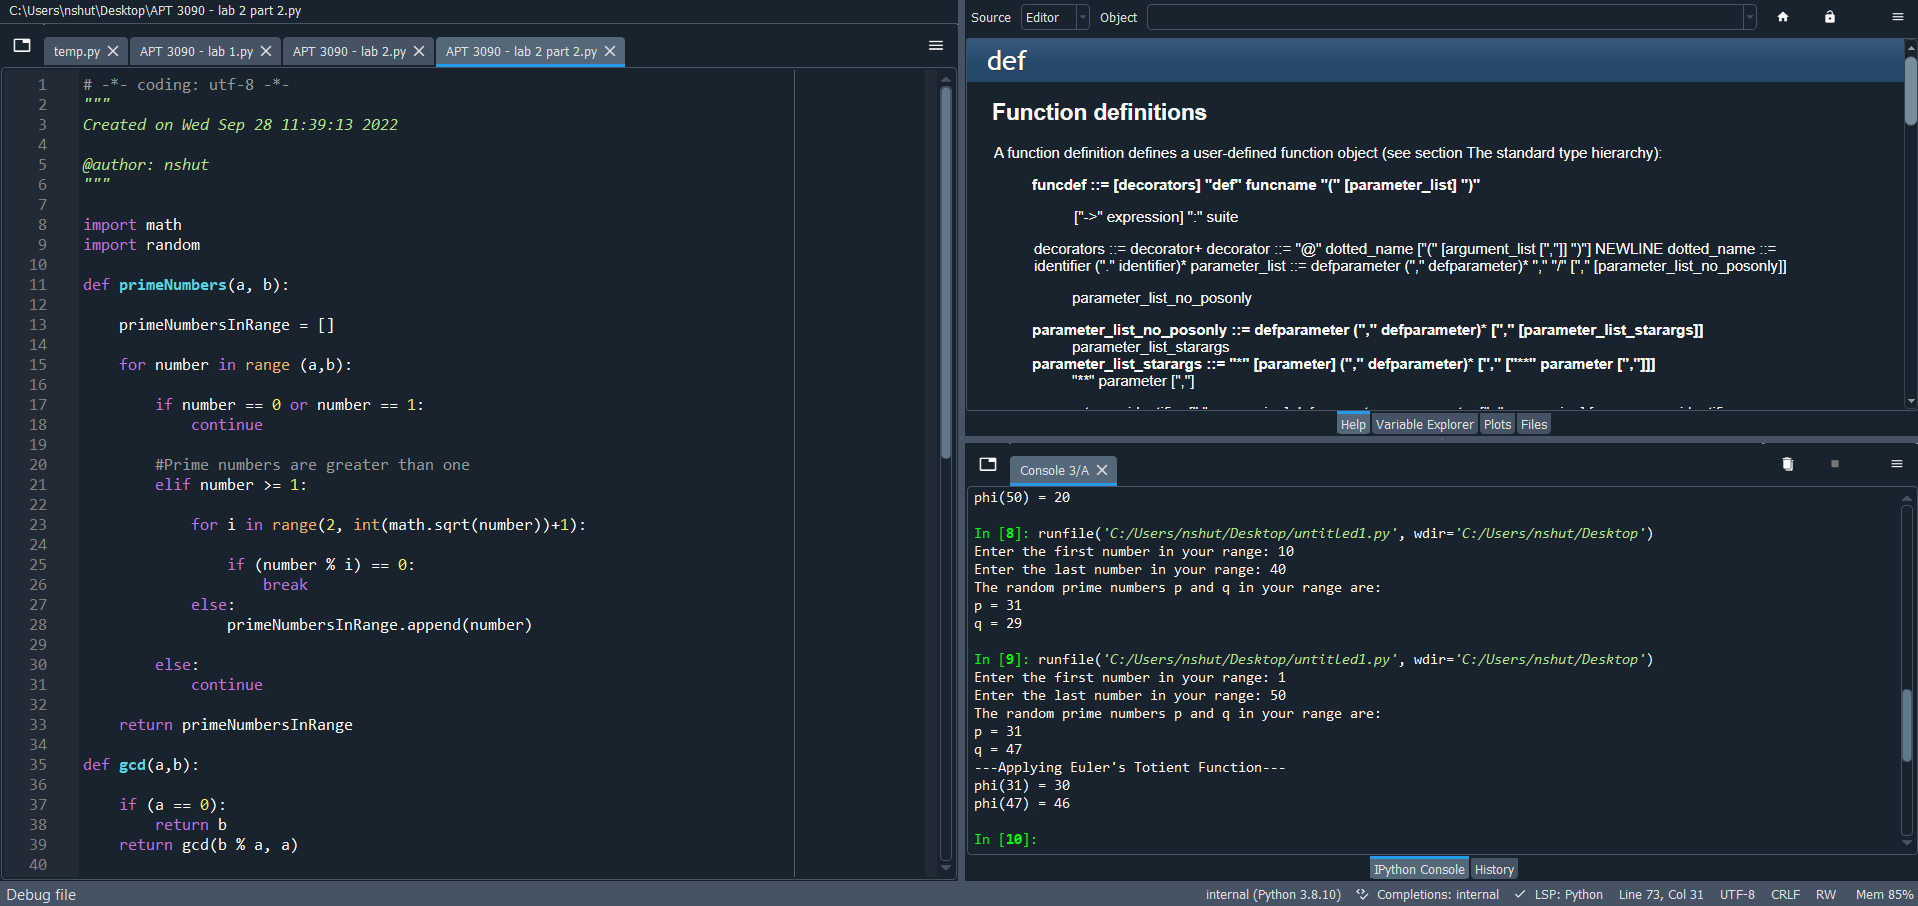 C:\Users\nshut\Desktop\APT 3090 - lab 2 part 2.py
temp.py
APT 3090 - lab 1.py
APT 3090 - lab 2.py
APT 3090 - lab 2 part 2.py
1 # -*- coding: utf-8 -*-
2 """
3 Created on Wed Sep 28 11:39:13 2022
4
5 @author: nshut
6 """
7
8 import math
9 import random
10
11 def primeNumbers(a, b):
12
13     primeNumbersInRange = []
14
15     for number in range (a,b):
16
17         if number == 0 or number == 1:
18             continue
19
20         #Prime numbers are greater than one
21         elif number >= 1:
22
23             for i in range(2, int(math.sqrt(number))+1):
24
25                 if (number % i) == 0:
26                     break
27             else:
28                 primeNumbersInRange.append(number)
29
30         else:
31             continue
32
33     return primeNumbersInRange
34
35 def gcd(a,b):
36
37     if (a == 0):
38         return b
39     return gcd(b % a, a)
40
Source Editor Object
def
Function definitions
A function definition defines a user-defined function object (see section The standard type hierarchy):
funcdef ::= [decorators] "def" funcname "(" [parameter_list] ")"
["->" expression] ":" suite
decorators ::= decorator+ decorator ::= "@" dotted_name ["(" [argument_list [","]] ")"] NEWLINE dotted_name ::=
identifier ("." identifier)* parameter_list ::= defparameter ("," defparameter)* "," "/" ["," [parameter_list_no_posonly]]
parameter_list_no_posonly
parameter_list_no_posonly ::= defparameter ("," defparameter)* ["," [parameter_list_starargs]]
parameter_list_starargs
parameter_list_starargs ::= "*" [parameter] ("," defparameter)* ["," ["**" parameter [","]]]
"**" parameter [","]
Help Variable Explorer Plots Files
Console 3/A
phi(50) = 20
In [8]: runfile('C:/Users/nshut/Desktop/untitled1.py', wdir='C:/Users/nshut/Desktop')
Enter the first number in your range: 10
Enter the last number in your range: 40
The random prime numbers p and q in your range are:
p = 31
q = 29
In [9]: runfile('C:/Users/nshut/Desktop/untitled1.py', wdir='C:/Users/nshut/Desktop')
Enter the first number in your range: 1
Enter the last number in your range: 50
The random prime numbers p and q in your range are:
p = 31
q = 47
---Applying Euler's Totient Function---
phi(31) = 30
phi(47) = 46
In [10]:
IPython Console History
Debug file
internal (Python 3.8.10) Completions: internal LSP: Python Line 73, Col 31 UTF-8 CRLF RW Mem 85%